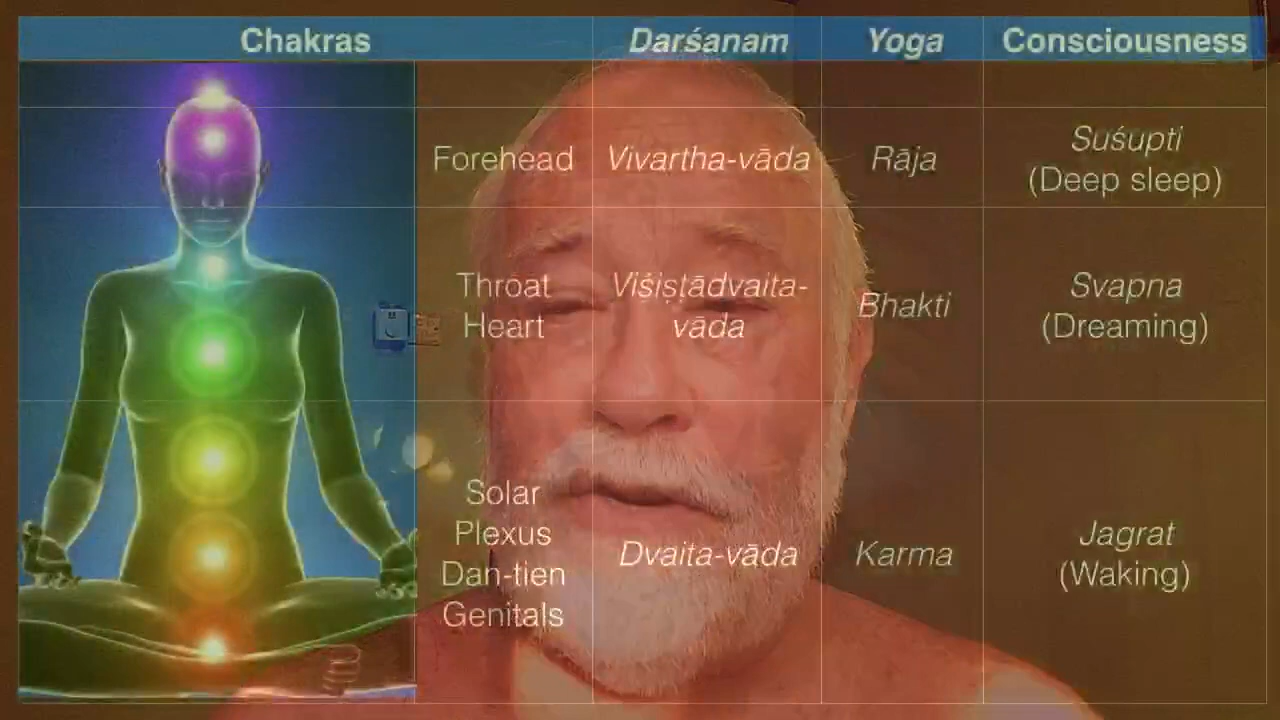 Chakras Darśanam Yoga Consciousness
Forehead Vivartha-vāda Rāja Suśupti
(Deep sleep)
Throat
Heart Viśiṣṭādvaita-
vāda Bhakti Svapna
(Dreaming)
Solar
Plexus
Dan-tien
Genitals Dvaita-vāda Karma Jagrat
(Waking)